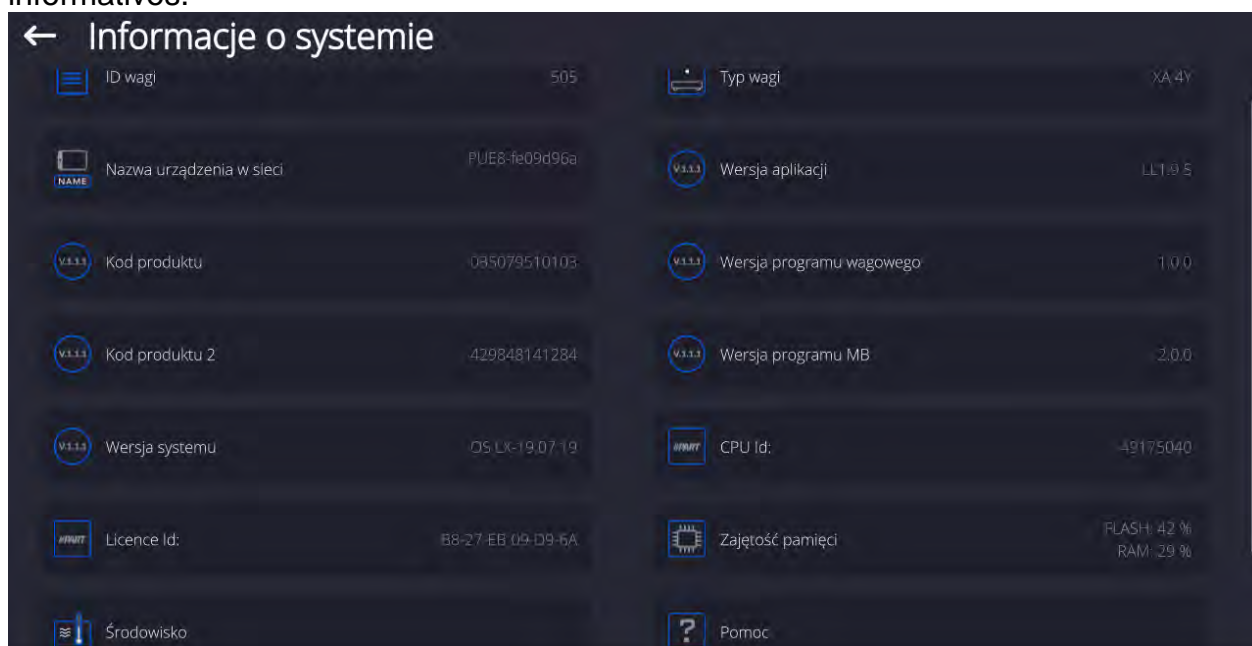 informativos.
Informacje o systemie
ID wagi 505
Typ wagi XA 4Y
Nazwa urządzenia w sieci PUE8-fe09d96a
NAME
V.1.1.1 Wersja aplikacji LL1.9.5
V.1.1.1 Kod produktu 085079510103
V.1.1.1 Wersja programu wagowego 1.0.0
V.1.1.1 Kod produktu 2 429848141284
V.1.1.1 Wersja programu MB 2.0.0
V.1.1.1 Wersja systemu OS LX-19.07.19
CPU Id: 49175040
Licence Id: B8-27-EB-09-D9-6A
Zajętość pamięci FLASH: 42 %
RAM: 29 %
Środowisko
? Pomoc